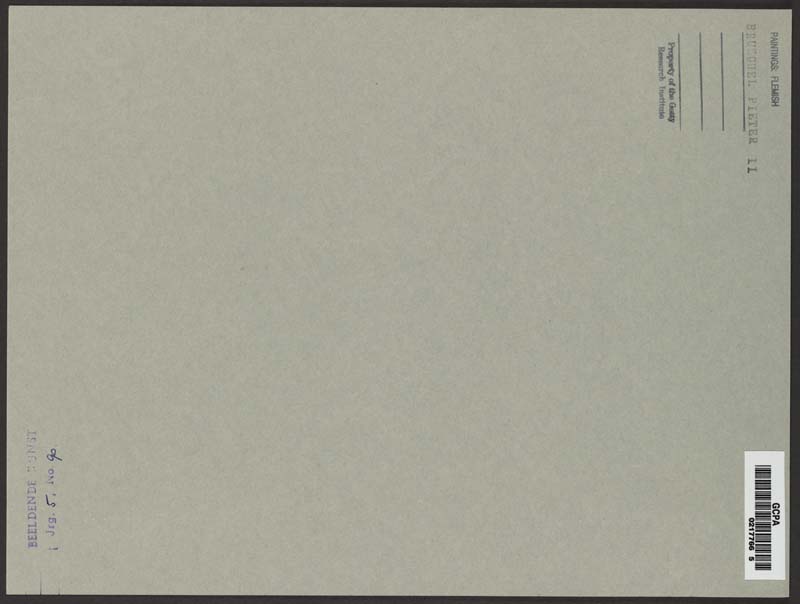 PAINTINGS: FLEMISH
BRUEGHEL PIETER II
Property of the Getty
Research Institute
GCPA
0217766 5
BEELDENDE KUNST
jrg. 5, no. 9